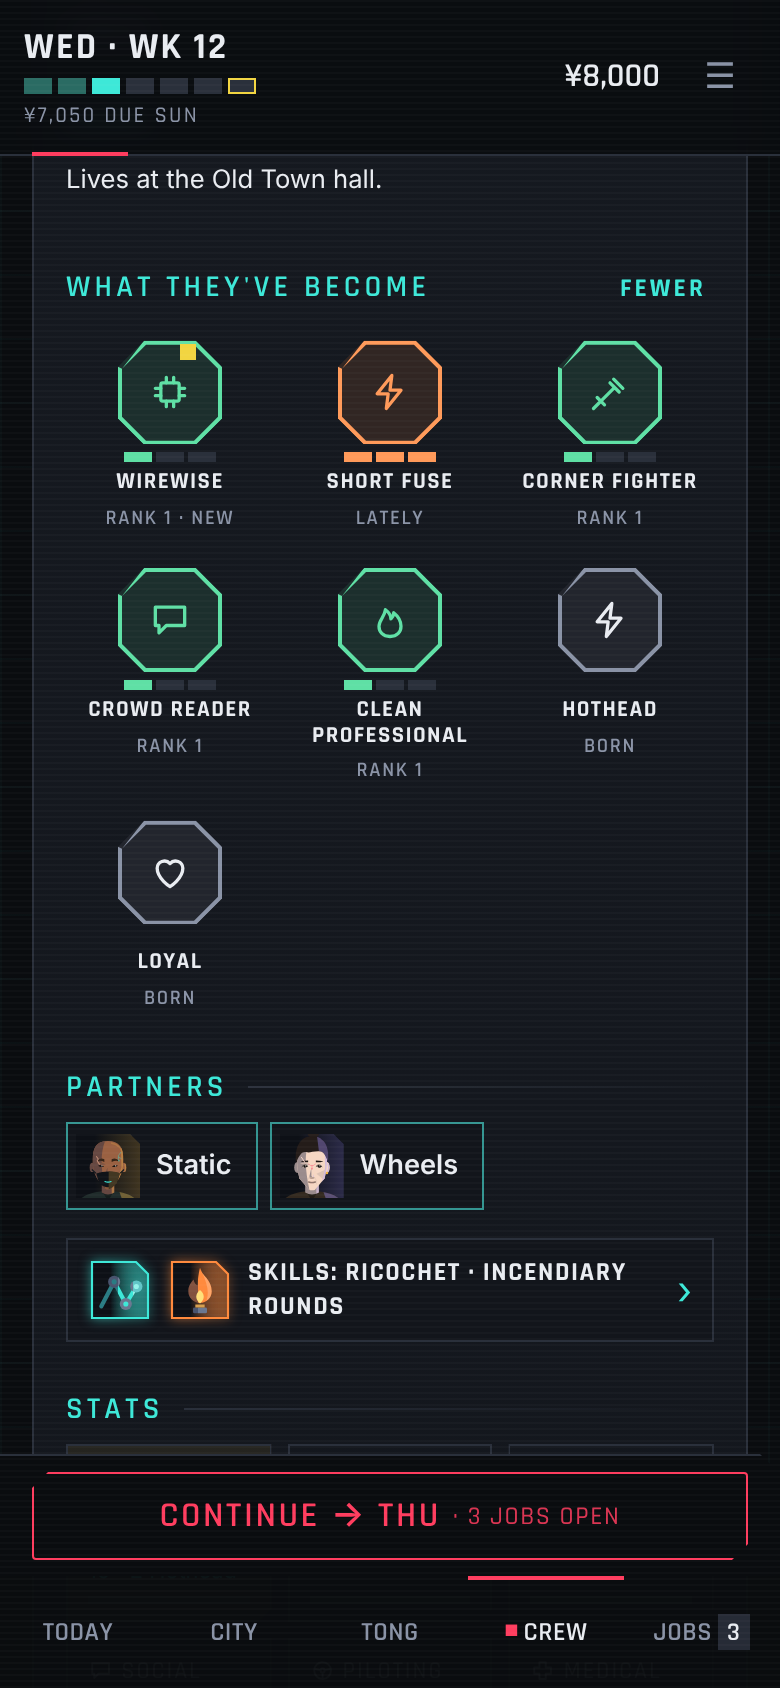 WED · WK 12
¥7,050 DUE SUN
¥8,000
Lives at the Old Town hall.
WHAT THEY'VE BECOME
FEWER
WIREWISE
RANK 1 · NEW
SHORT FUSE
LATELY
CORNER FIGHTER
RANK 1
CROWD READER
RANK 1
CLEAN
PROFESSIONAL
RANK 1
HOTHEAD
BORN
LOYAL
BORN
PARTNERS
Static
Wheels
SKILLS: RICOCHET · INCENDIARY
ROUNDS
STATS
CONTINUE → THU · 3 JOBS OPEN
TODAY
CITY
TONG
CREW
JOBS 3
SOCIAL
PILOTING
MEDICAL